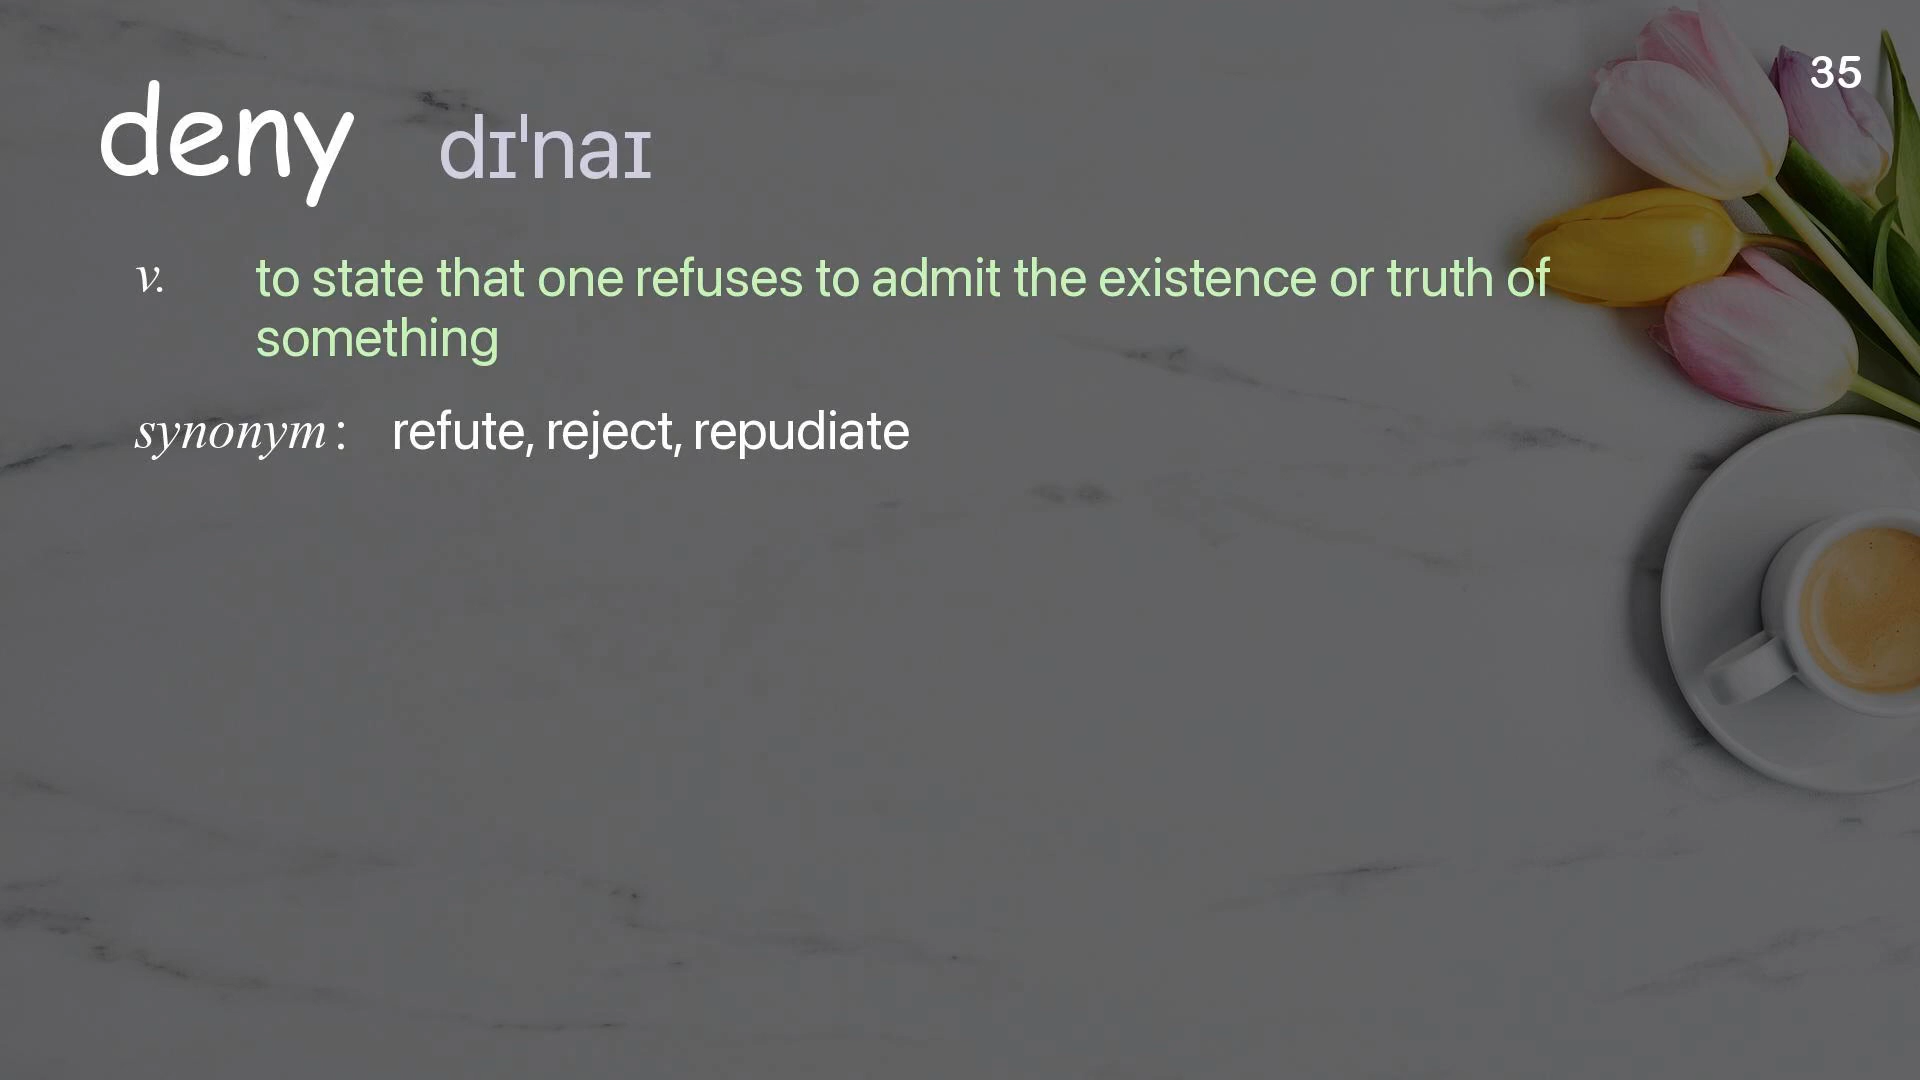 35
deny dɪˈnaɪ
v. to state that one refuses to admit the existence or truth of
something
synonym: refute, reject, repudiate